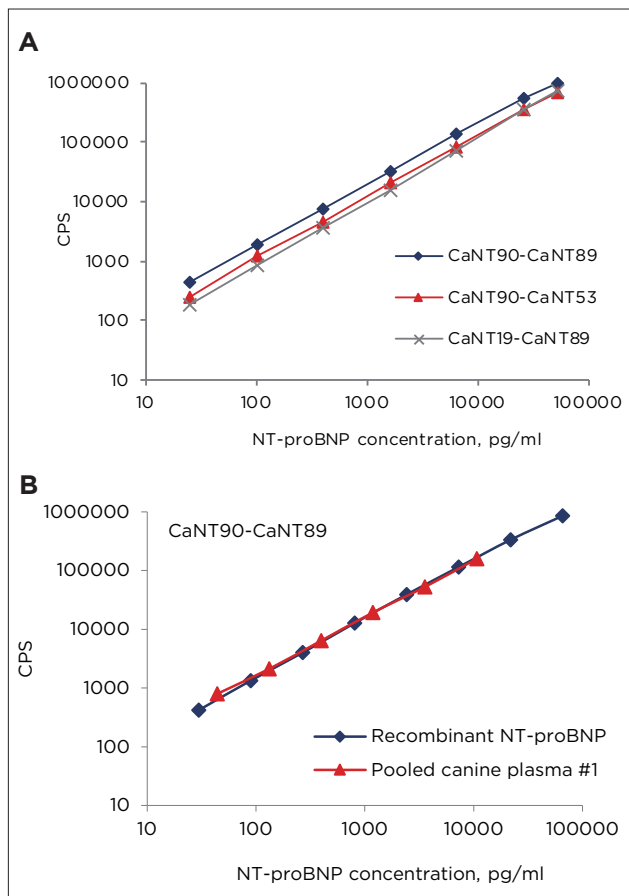 A
1000000
100000
10000
1000
100
10
CPS
CaNT90-CaNT89
CaNT90-CaNT53
CaNT19-CaNT89
10 100 1000 10000 100000
NT-proBNP concentration, pg/ml
B
CaNT90-CaNT89
1000000
100000
10000
1000
100
10
CPS
Recombinant NT-proBNP
Pooled canine plasma #1
10 100 1000 10000 100000
NT-proBNP concentration, pg/ml